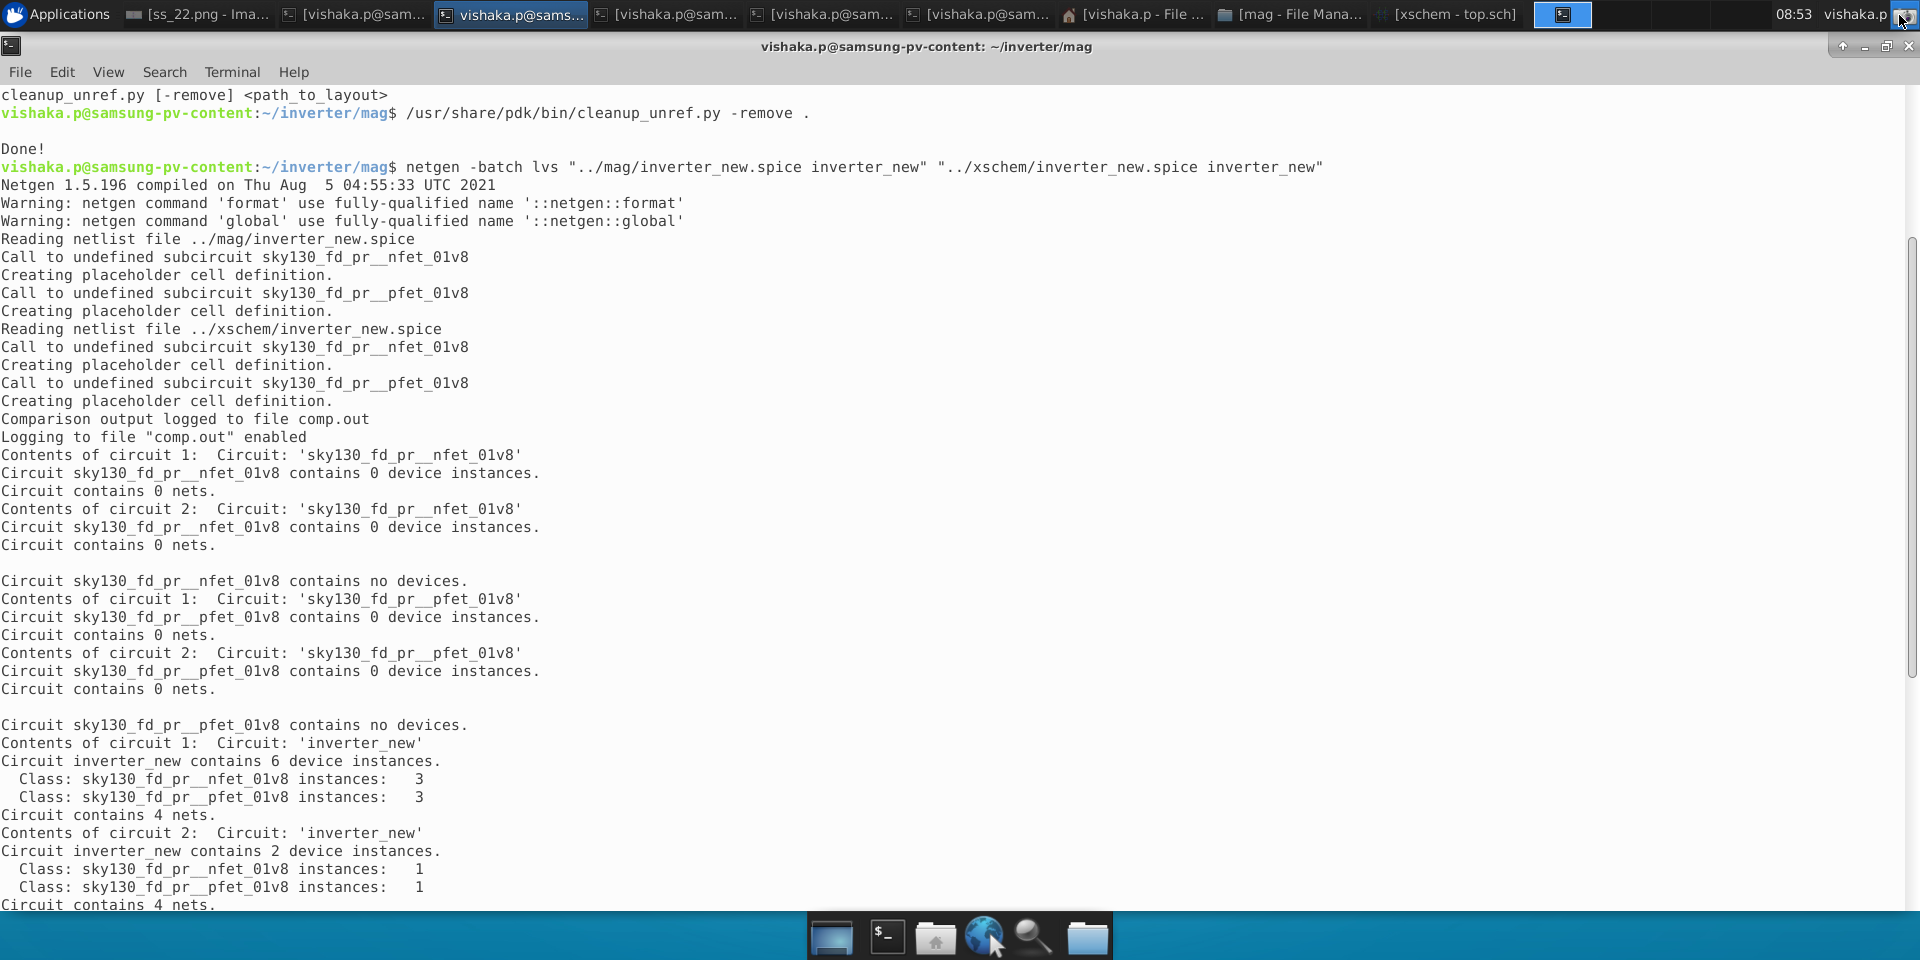 Applications
[ss_22.png - Ima...
[vishaka.p@sam...
vishaka.p@sams...
[vishaka.p@sam...
[vishaka.p@sam...
[vishaka.p@sam...
[vishaka.p - File ...
[mag - File Mana...
[xschem - top.sch]
08:53
vishaka.p
vishaka.p@samsung-pv-content: ~/inverter/mag
File Edit View Search Terminal Help
cleanup_unref.py [-remove] <path_to_layout>
vishaka.p@samsung-pv-content:~/inverter/mag$ /usr/share/pdk/bin/cleanup_unref.py -remove .
Done!
vishaka.p@samsung-pv-content:~/inverter/mag$ netgen -batch lvs "../mag/inverter_new.spice inverter_new" "../xschem/inverter_new.spice inverter_new"
Netgen 1.5.196 compiled on Thu Aug  5 04:55:33 UTC 2021
Warning: netgen command 'format' use fully-qualified name '::netgen::format'
Warning: netgen command 'global' use fully-qualified name '::netgen::global'
Reading netlist file ../mag/inverter_new.spice
Call to undefined subcircuit sky130_fd_pr__nfet_01v8
Creating placeholder cell definition.
Call to undefined subcircuit sky130_fd_pr__pfet_01v8
Creating placeholder cell definition.
Reading netlist file ../xschem/inverter_new.spice
Call to undefined subcircuit sky130_fd_pr__nfet_01v8
Creating placeholder cell definition.
Call to undefined subcircuit sky130_fd_pr__pfet_01v8
Creating placeholder cell definition.
Comparison output logged to file comp.out
Logging to file "comp.out" enabled
Contents of circuit 1:  Circuit: 'sky130_fd_pr__nfet_01v8'
Circuit sky130_fd_pr__nfet_01v8 contains 0 device instances.
Circuit contains 0 nets.
Contents of circuit 2:  Circuit: 'sky130_fd_pr__nfet_01v8'
Circuit sky130_fd_pr__nfet_01v8 contains 0 device instances.
Circuit contains 0 nets.
Circuit sky130_fd_pr__nfet_01v8 contains no devices.
Contents of circuit 1:  Circuit: 'sky130_fd_pr__pfet_01v8'
Circuit sky130_fd_pr__pfet_01v8 contains 0 device instances.
Circuit contains 0 nets.
Contents of circuit 2:  Circuit: 'sky130_fd_pr__pfet_01v8'
Circuit sky130_fd_pr__pfet_01v8 contains 0 device instances.
Circuit contains 0 nets.
Circuit sky130_fd_pr__pfet_01v8 contains no devices.
Contents of circuit 1:  Circuit: 'inverter_new'
Circuit inverter_new contains 6 device instances.
  Class: sky130_fd_pr__nfet_01v8 instances:   3
  Class: sky130_fd_pr__pfet_01v8 instances:   3
Circuit contains 4 nets.
Contents of circuit 2:  Circuit: 'inverter_new'
Circuit inverter_new contains 2 device instances.
  Class: sky130_fd_pr__nfet_01v8 instances:   1
  Class: sky130_fd_pr__pfet_01v8 instances:   1
Circuit contains 4 nets.